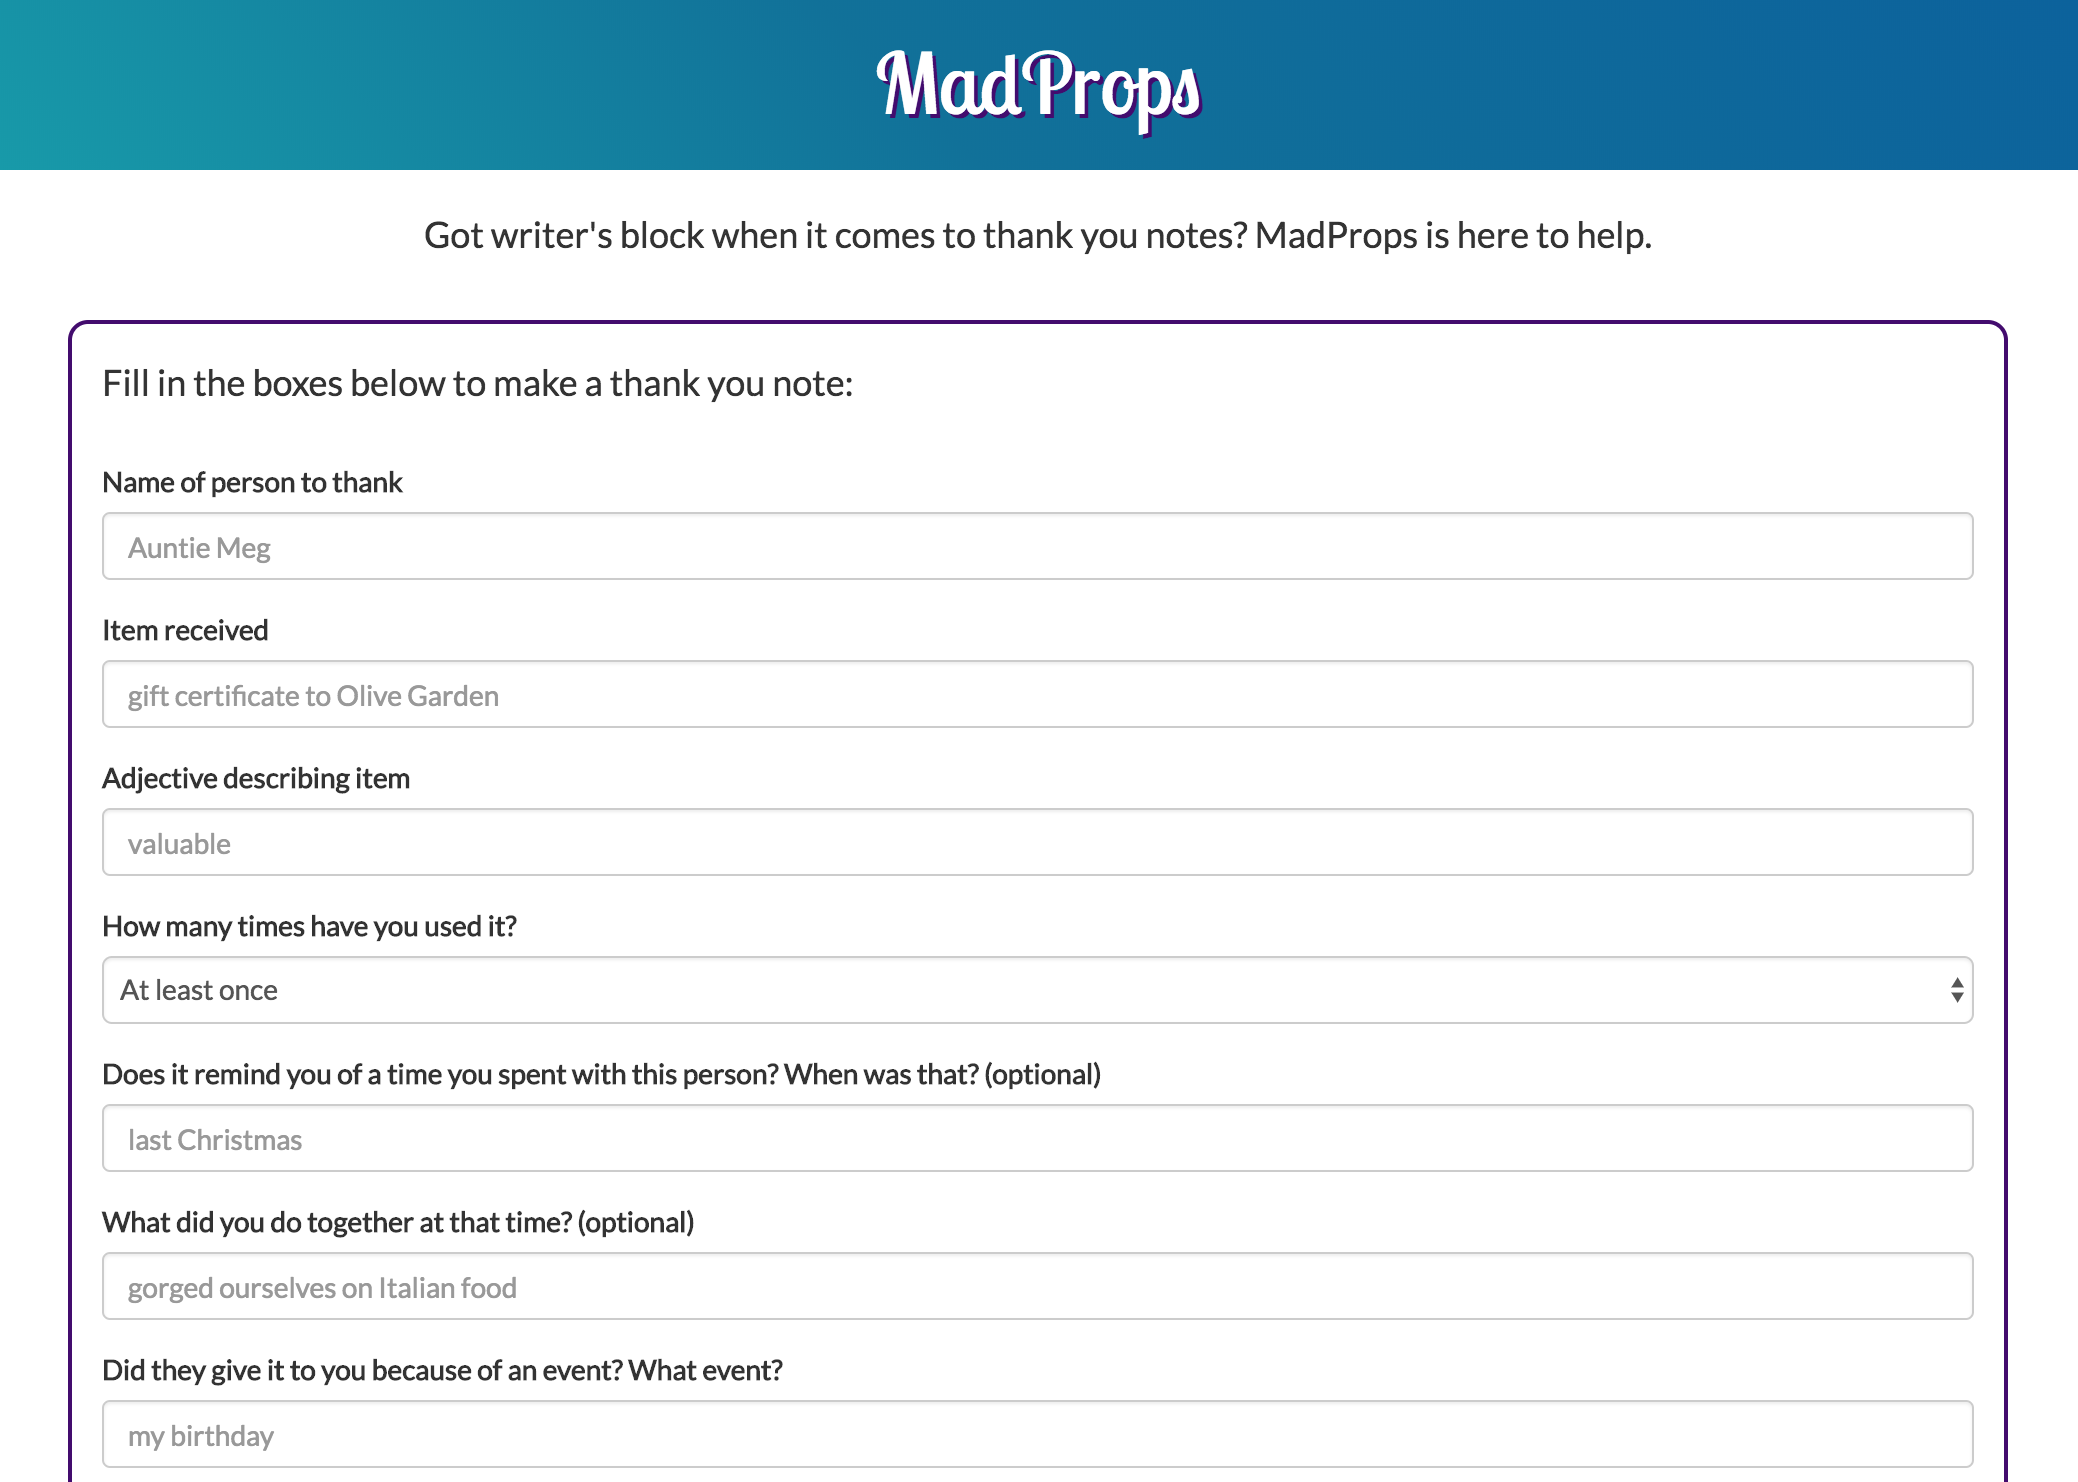 MadProps
Got writer's block when it comes to thank you notes? MadProps is here to help.
Fill in the boxes below to make a thank you note:
Name of person to thank
Auntie Meg
Item received
gift certificate to Olive Garden
Adjective describing item
valuable
How many times have you used it?
At least once
Does it remind you of a time you spent with this person? When was that? (optional)
last Christmas
What did you do together at that time? (optional)
gorged ourselves on Italian food
Did they give it to you because of an event? What event?
my birthday